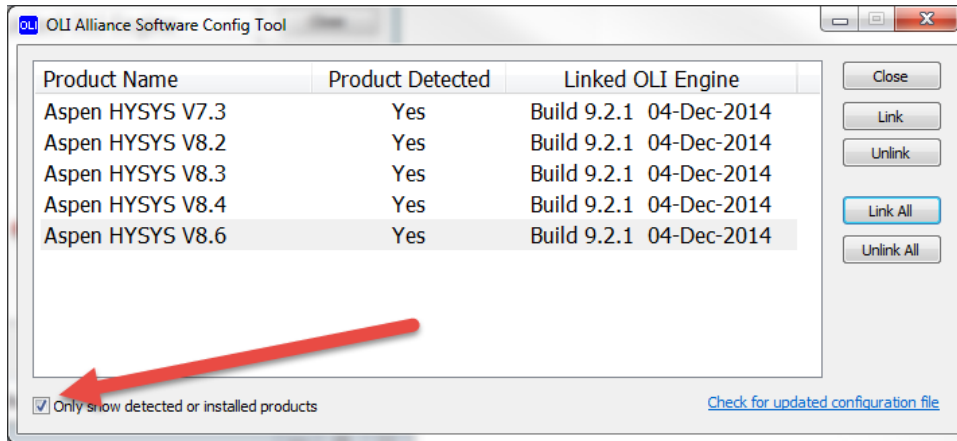 OLI OLI Alliance Software Config Tool
Product Name Product Detected Linked OLI Engine
Aspen HYSYS V7.3 Yes Build 9.2.1 04-Dec-2014
Aspen HYSYS V8.2 Yes Build 9.2.1 04-Dec-2014
Aspen HYSYS V8.3 Yes Build 9.2.1 04-Dec-2014
Aspen HYSYS V8.4 Yes Build 9.2.1 04-Dec-2014
Aspen HYSYS V8.6 Yes Build 9.2.1 04-Dec-2014
Close
Link
Unlink
Link All
Unlink All
Only show detected or installed products
Check for updated configuration file